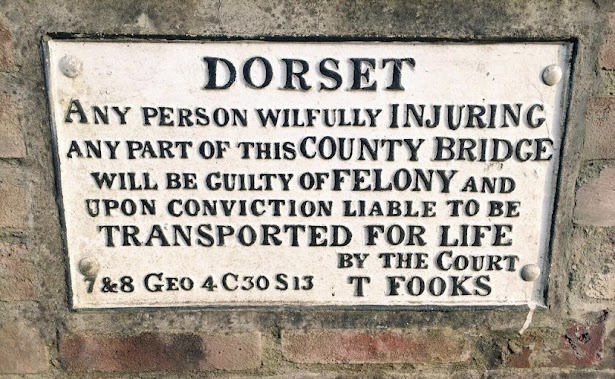 DORSET
ANY PERSON WILFULLY INJURING
ANY PART OF THIS COUNTY BRIDGE
WILL BE GUILTY OF FELONY AND
UPON CONVICTION LIABLE TO BE
TRANSPORTED FOR LIFE
BY THE COURT
7&8 GEO 4 C30 S13 T FOOKS